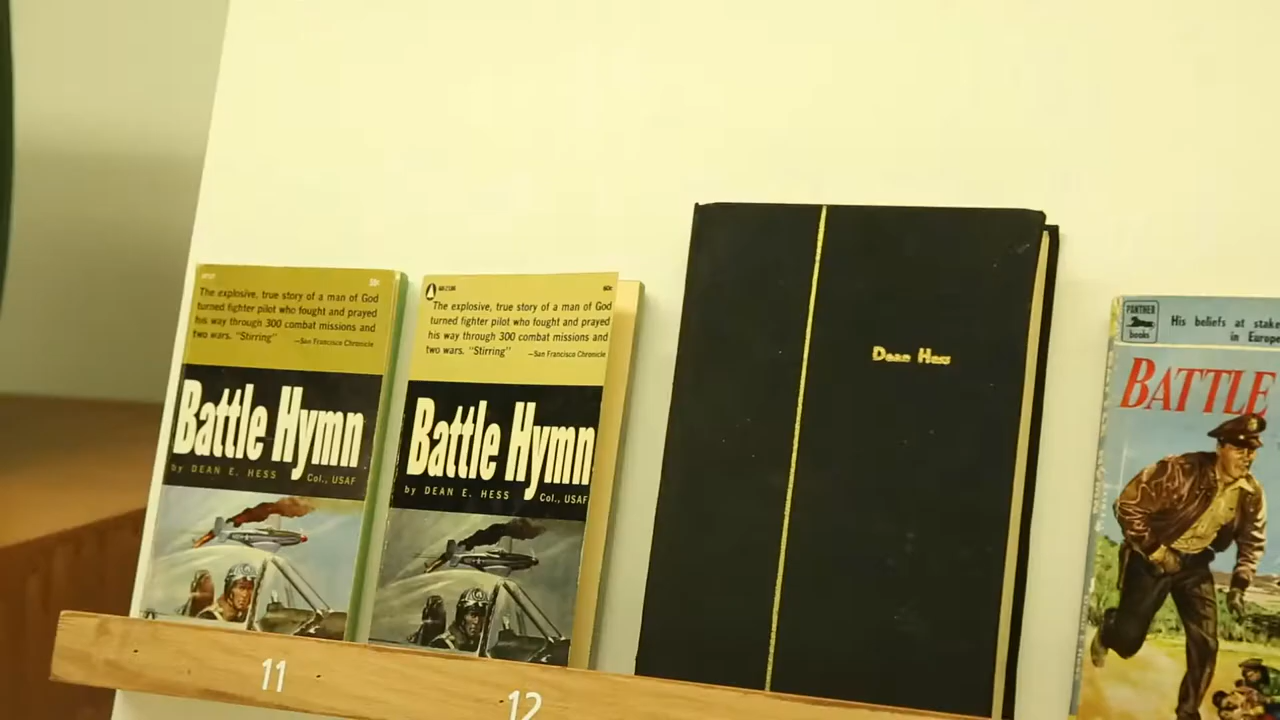 50¢
The explosive, true story of a man of God
turned fighter pilot who fought and prayed
his way through 300 combat missions and
two wars. "Stirring"
—San Francisco Chronicle
Battle Hymn
by DEAN E. HESS
Col., USAF
11
60¢
The explosive, true story of a man of God
turned fighter pilot who fought and prayed
his way through 300 combat missions and
two wars. "Stirring"
—San Francisco Chronicle
Battle Hymn
by DEAN E. HESS
Col., USAF
12
Dean Hess
PANTHER
books
His beliefs at stake
in Europe
BATTLE